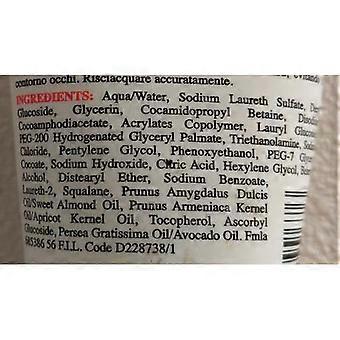 contorno occhi. Risciacquare accuratamente.
INGREDIENTS: Aqua/Water, Sodium Laureth Sulfate,
Glucoside, Glycerin, Cocamidopropyl Betaine,
Cocoamphodiacetate, Acrylates Copolymer, Lauryl
PEG-200 Hydrogenated Glyceryl Palmate, Triethanolamine,
Chloride, Pentylene Glycol, Phenoxyethanol, PEG-7
Cocoate, Sodium Hydroxide, Citric Acid, Hexylene Glycol,
Alcohol, Distearyl Ether, Sodium Benzoate,
Laureth-2, Squalane, Prunus Amygdalus Dulcis
Oil/Sweet Almond Oil, Prunus Armeniaca Kernel
Oil/Apricot Kernel Oil, Tocopherol, Ascorbyl
Glucoside, Persea Gratissima Oil/Avocado Oil. Fmla
685386 56 F.I.L. Code D228738/1